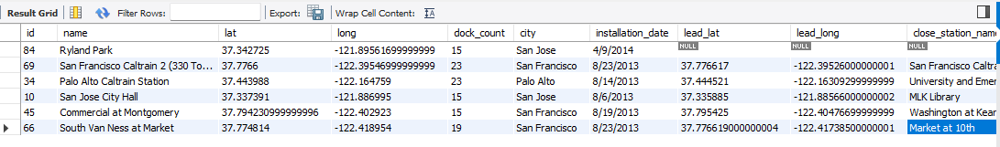 Result Grid Filter Rows: Export: Wrap Cell Content:
id name lat long dock_count city installation_date lead_lat lead_long close_station_name
84 Ryland Park 37.342725 -121.89561699999999 15 San Jose 4/9/2014 NULL NULL NULL
69 San Francisco Caltrain 2 (330 To... 37.7766 -122.39546999999999 23 San Francisco 8/23/2013 37.776617 -122.39526000000001 San Francisco Caltra
34 Palo Alto Caltrain Station 37.443988 -122.164759 23 Palo Alto 8/14/2013 37.444521 -122.16309299999999 University and Emer
10 San Jose City Hall 37.337391 -121.886995 15 San Jose 8/6/2013 37.335885 -121.88566000000002 MLK Library
45 Commercial at Montgomery 37.794230999999996 -122.402923 15 San Francisco 8/19/2013 37.795425 -122.40476699999999 Washington at Kear
66 South Van Ness at Market 37.774814 -122.418954 19 San Francisco 8/23/2013 37.776619000000004 -122.41738500000001 Market at 10th